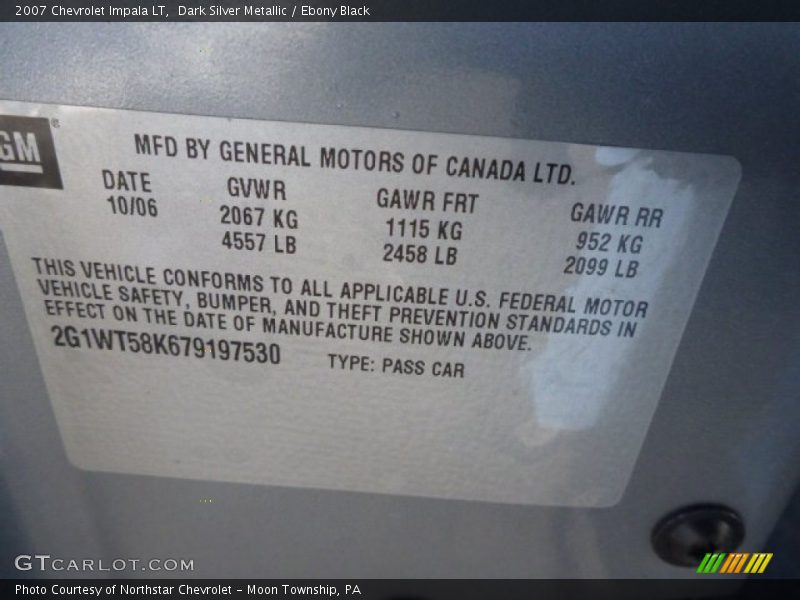 2007 Chevrolet Impala LT,  Dark Silver Metallic / Ebony Black
GM®
MFD BY GENERAL MOTORS OF CANADA LTD.
DATE GVWR GAWR FRT GAWR RR
10/06 2067 KG 1115 KG 952 KG
4557 LB 2458 LB 2099 LB
THIS VEHICLE CONFORMS TO ALL APPLICABLE U.S. FEDERAL MOTOR
VEHICLE SAFETY, BUMPER, AND THEFT PREVENTION STANDARDS IN
EFFECT ON THE DATE OF MANUFACTURE SHOWN ABOVE.
2G1WT58K679197530 TYPE: PASS CAR
GTCARLOT.COM
Photo Courtesy of Northstar Chevrolet - Moon Township, PA